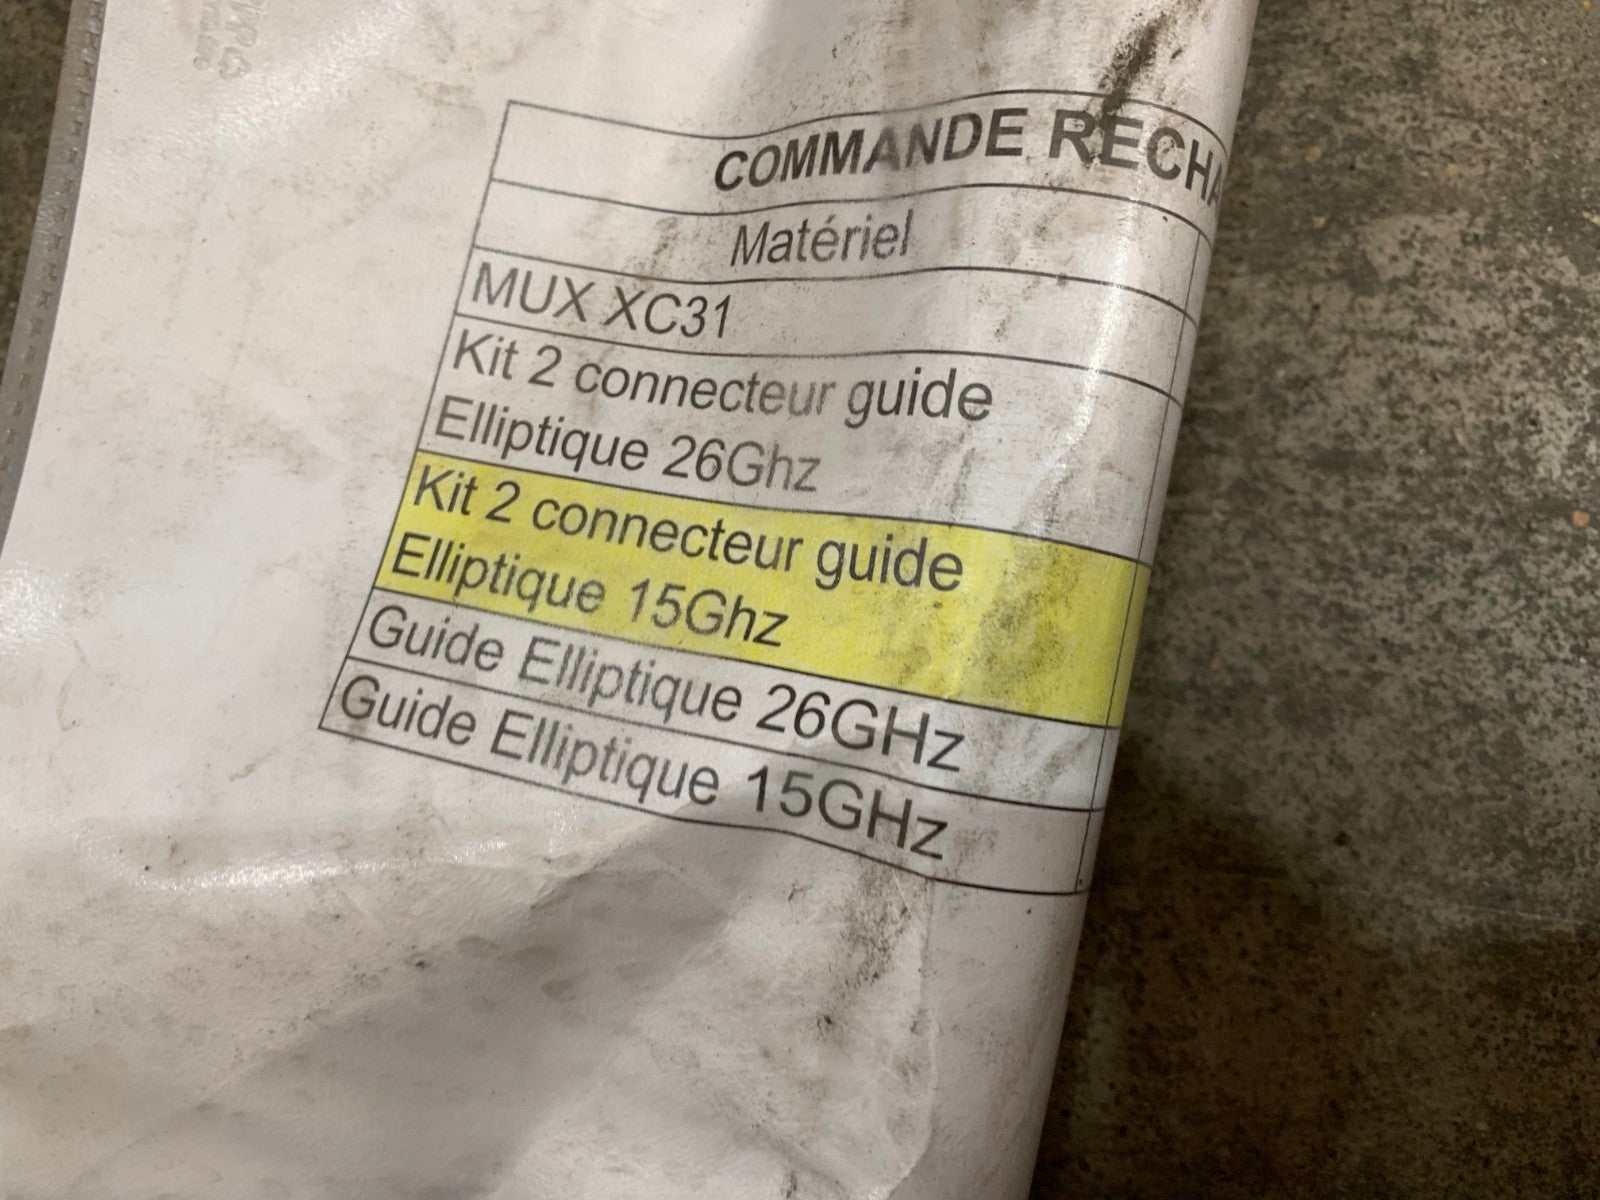 COMMANDE RECHA
Matériel
MUX XC31
Kit 2 connecteur guide
Elliptique 26Ghz
Kit 2 connecteur guide
Elliptique 15Ghz
Guide Elliptique 26GHz
Guide Elliptique 15GHz